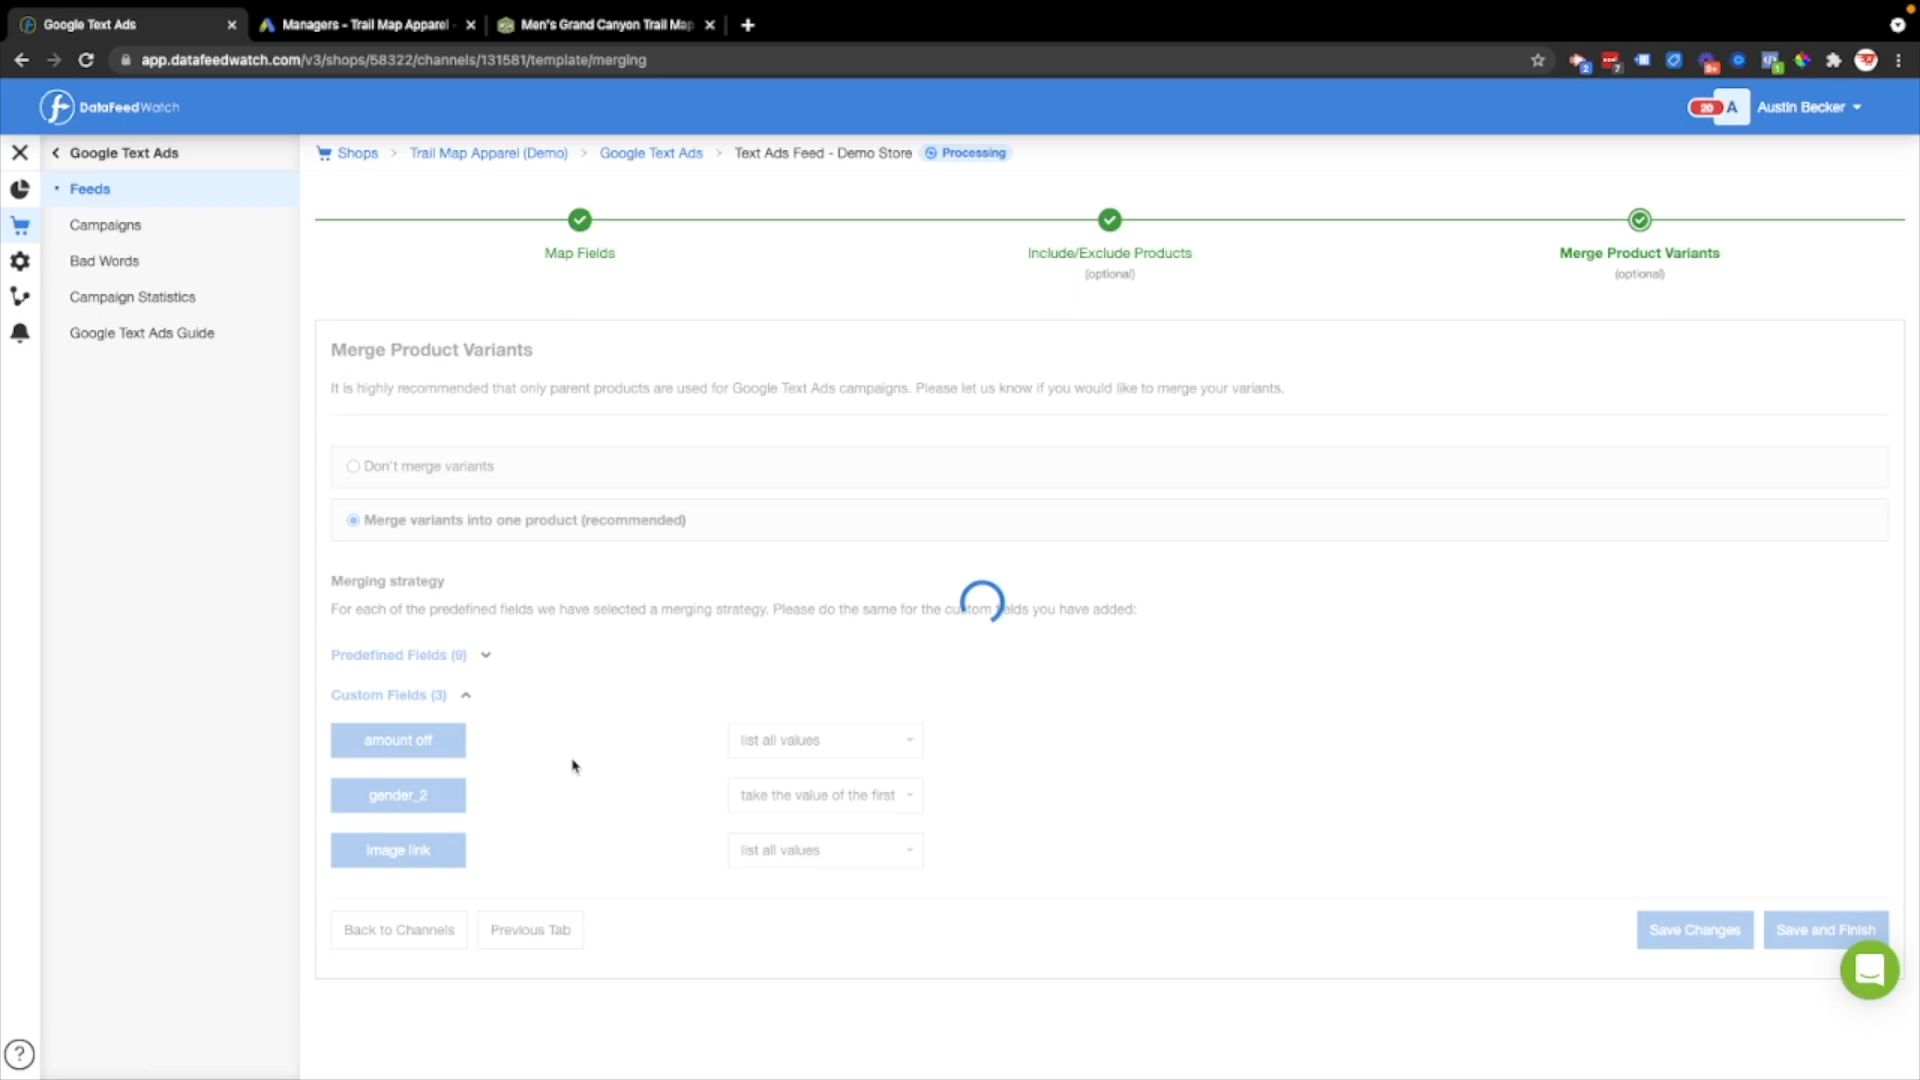 Google Text Ads
Managers - Trail Map Apparel
Men's Grand Canyon Trail Map
app.datafeedwatch.com/v3/shops/58322/channels/131581/template/merging
2
7
9+
1
DataFeedWatch
20
A
Austin Becker
Google Text Ads
Shops > Trail Map Apparel (Demo) > Google Text Ads > Text Ads Feed - Demo Store Processing
Feeds
Campaigns
Bad Words
Campaign Statistics
Google Text Ads Guide
Map Fields
Include/Exclude Products
(optional)
Merge Product Variants
(optional)
Merge Product Variants
It is highly recommended that only parent products are used for Google Text Ads campaigns. Please let us know if you would like to merge your variants.
Don't merge variants
Merge variants into one product (recommended)
Merging strategy
For each of the predefined fields we have selected a merging strategy. Please do the same for the custom fields you have added:
Predefined Fields (9)
Custom Fields (3)
amount off
list all values
gender_2
take the value of the first
image link
list all values
Back to Channels
Previous Tab
Save Changes
Save and Finish
?